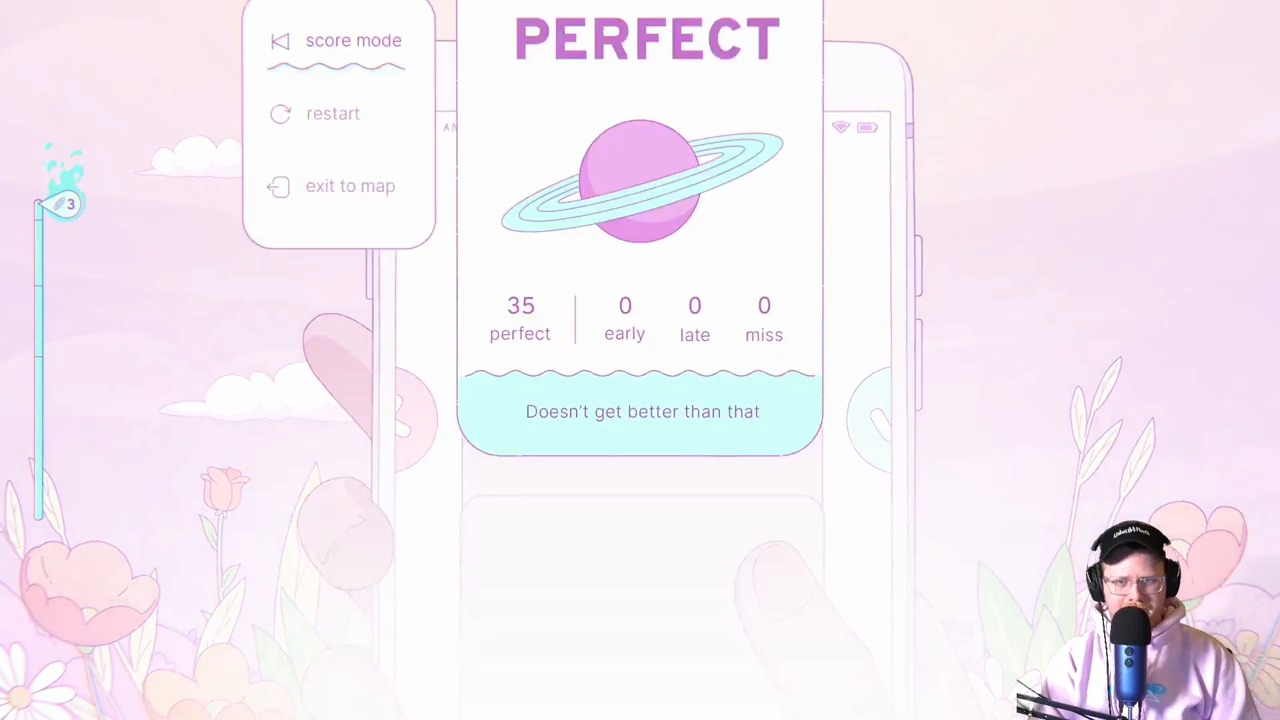 score mode
restart
exit to map
PERFECT
AN
3
35
perfect
0
early
0
late
0
miss
Doesn't get better than that